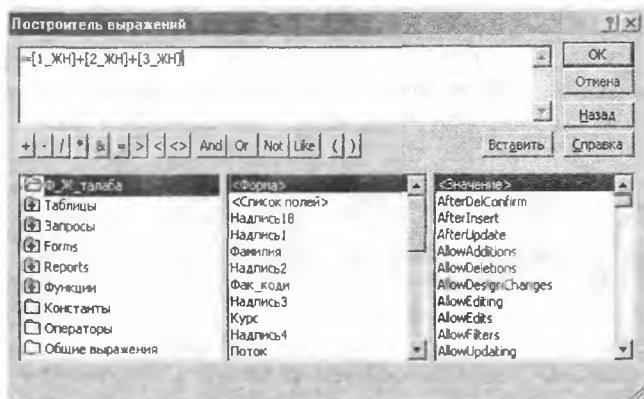 Построитель выражений
=[1_ЖН]+[2_ЖН]+[3_ЖН]
OK
Отмена
Назад
+ - / * & = > < <> And Or Not Like ( ) Вставить Справка
Ф_Ж_талаба
Таблицы
Запросы
Forms
Reports
Функции
Константы
Операторы
Общие выражения
<Форма>
<Список полей>
Надпись18
Надпись1
Фамилия
Надпись2
Фак_коди
Надпись3
Курс
Надпись4
Поток
<Значение>
AfterDelConfirm
AfterInsert
AfterUpdate
AllowAdditions
AllowDeletions
AllowDesignChanges
AllowEditing
AllowEdits
AllowFilters
AllowUpdating